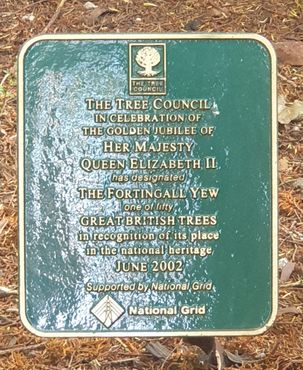 THE TREE
COUNCIL
THE TREE COUNCIL
IN CELEBRATION OF
THE GOLDEN JUBILEE OF
HER MAJESTY
QUEEN ELIZABETH II
has designated
THE FORTINGALL YEW
one of fifty
GREAT BRITISH TREES
in recognition of its place
in the national heritage
JUNE 2002
Supported by National Grid
National Grid